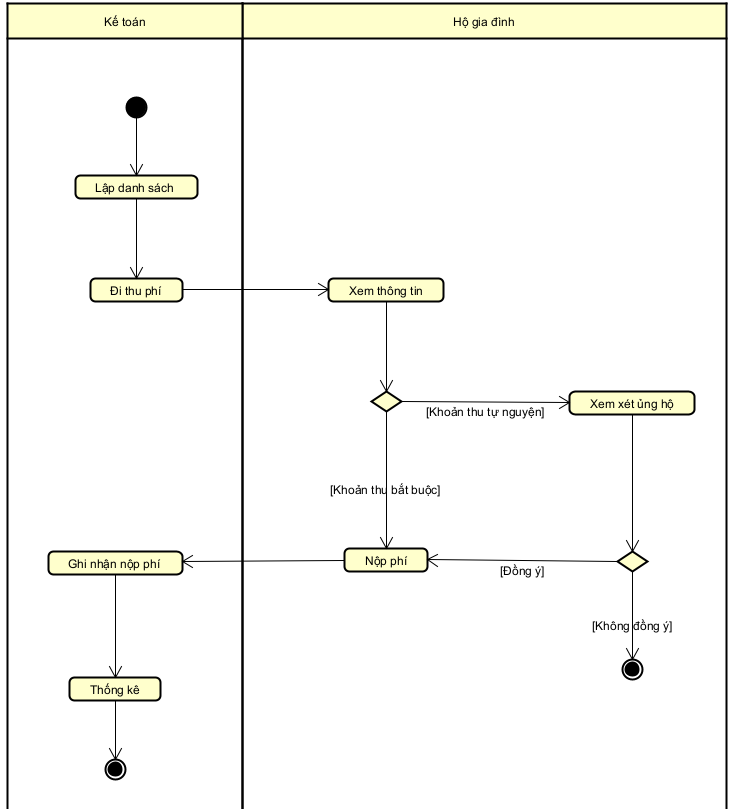 Kế toán
Hộ gia đình
Lập danh sách
Đi thu phí
Xem thông tin
[Khoản thu tự nguyện]
Xem xét ủng hộ
[Khoản thu bắt buộc]
Ghi nhận nộp phí
Nộp phí
[Đồng ý]
[Không đồng ý]
Thống kê